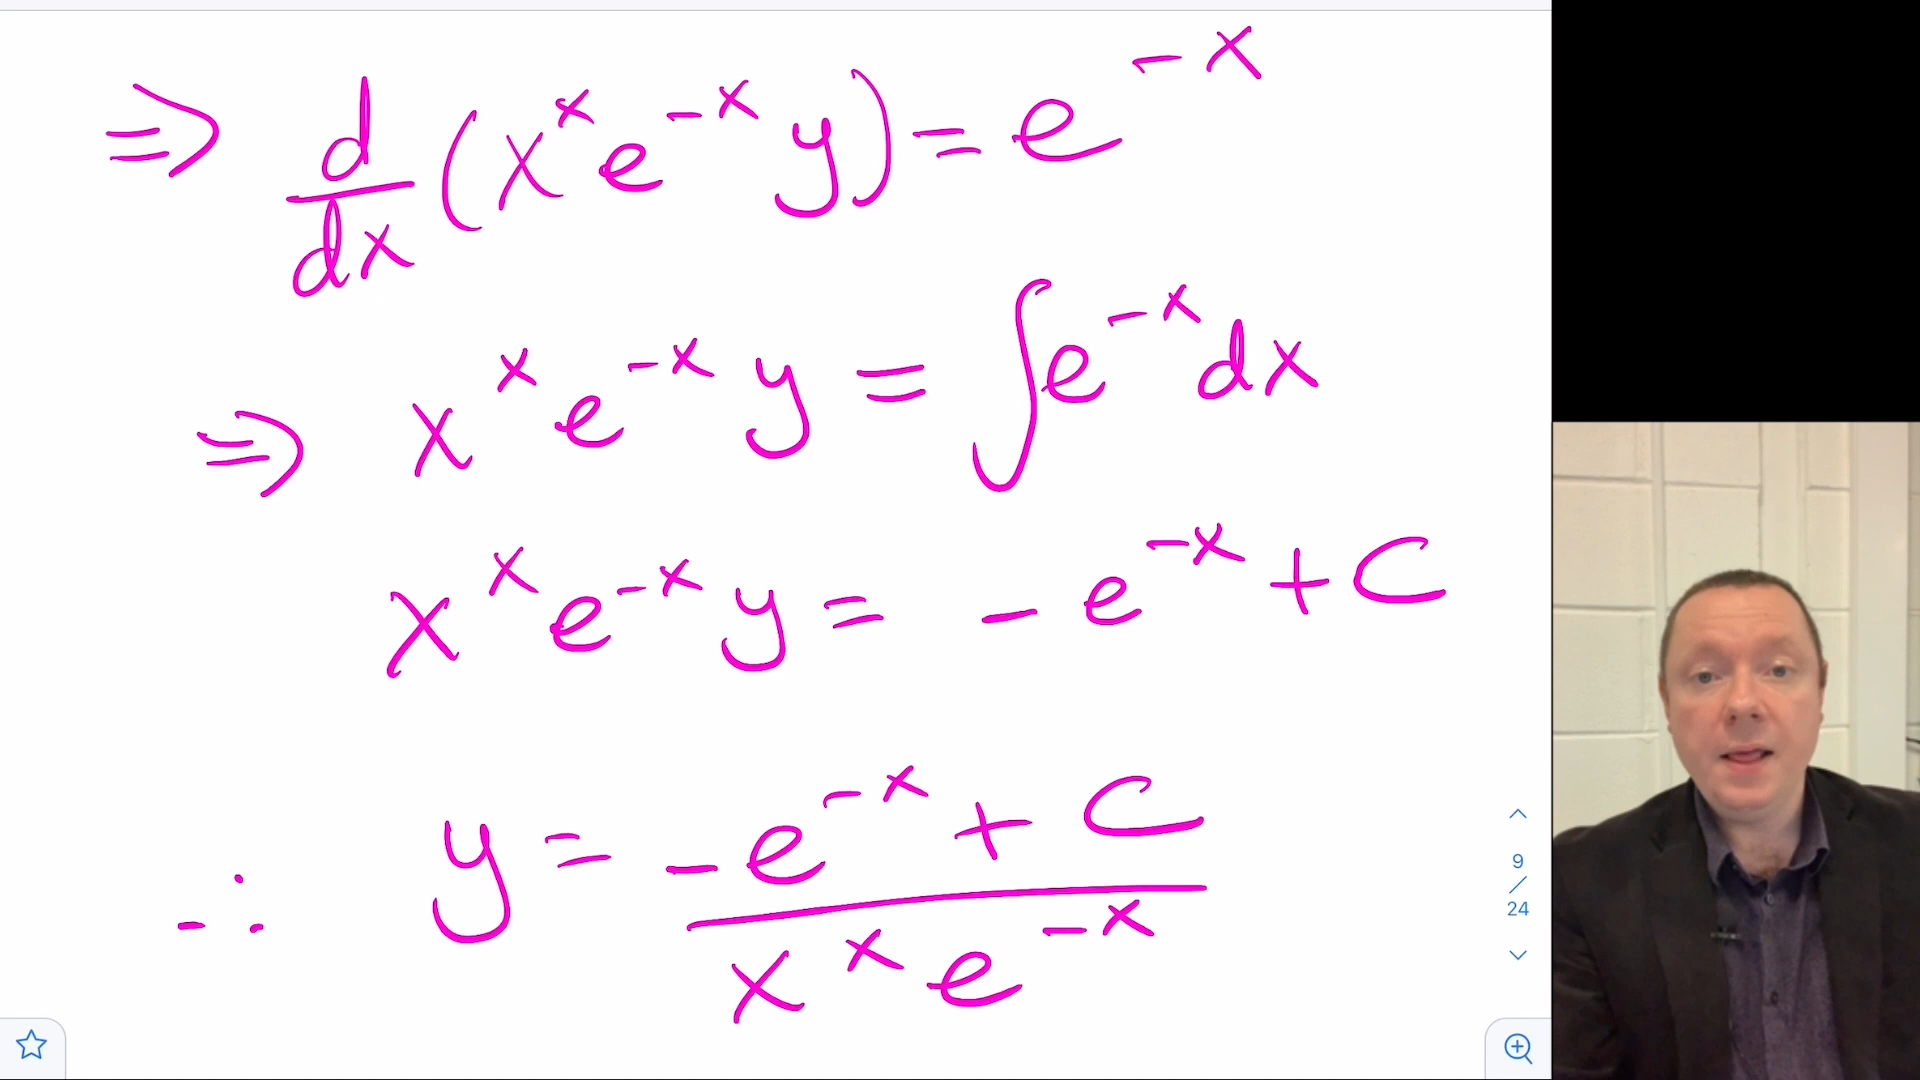 ⇒ d/dx (x^x e^{-x} y) = e^{-x}
⇒ x^x e^{-x} y = ∫ e^{-x} dx
x^x e^{-x} y = - e^{-x} + C
∴ y = (-e^{-x} + C) / (x^x e^{-x})
9
/
24